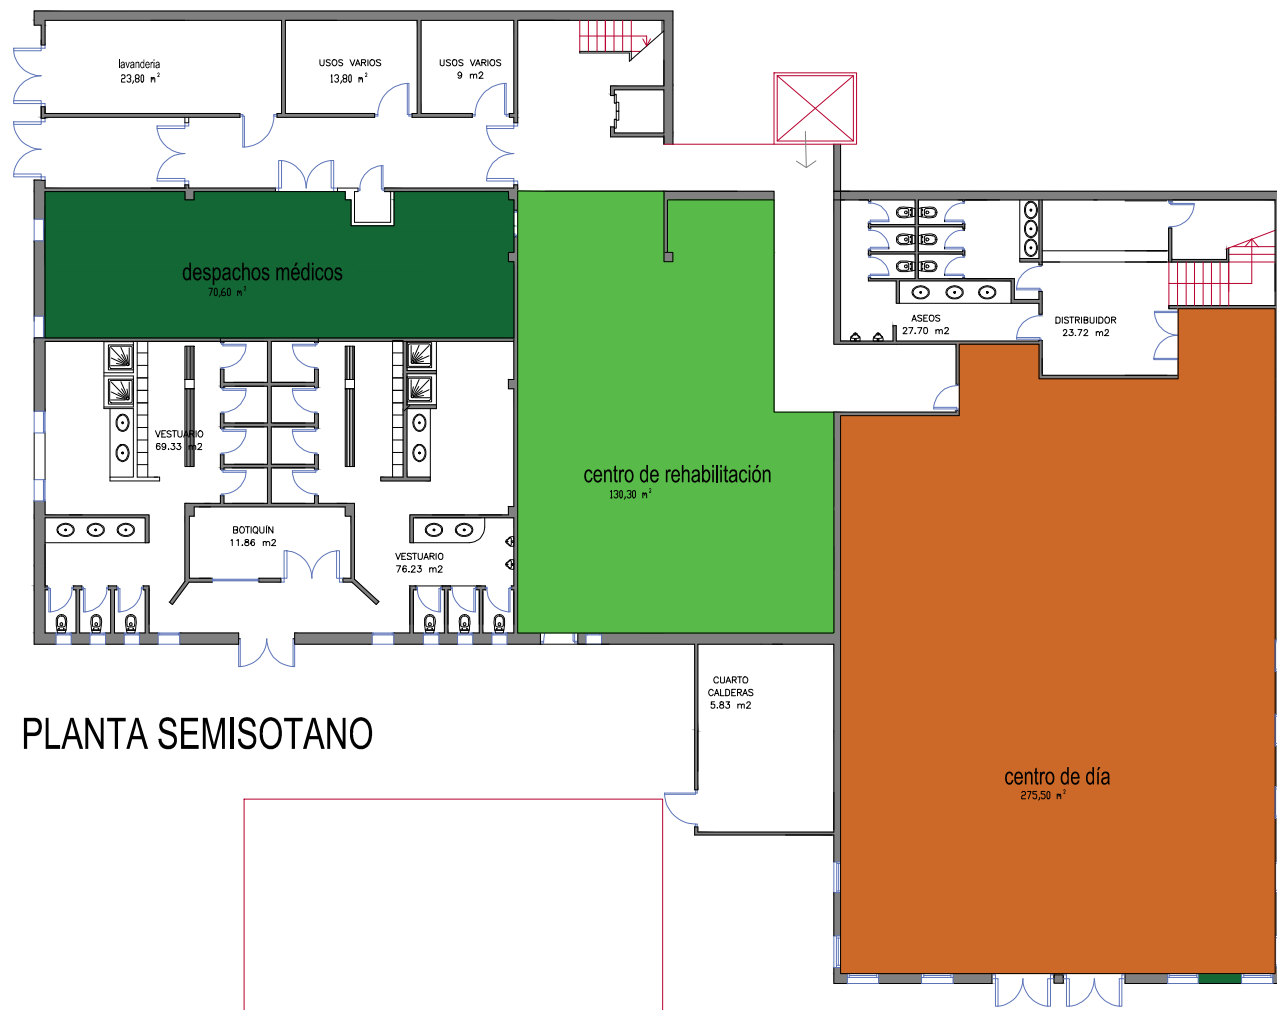 lavanderia
23,80 m²
USOS VARIOS
13,80 m²
USOS VARIOS
9 m2
despachos médicos
70,60 m²
ASEOS
27.70 m2
DISTRIBUIDOR
23.72 m2
VESTUARIO
69.33 m2
centro de rehabilitación
130,30 m²
BOTIQUÍN
11.86 m2
VESTUARIO
76.23 m2
CUARTO
CALDERAS
5.83 m2
PLANTA SEMISOTANO
centro de día
275,50 m²